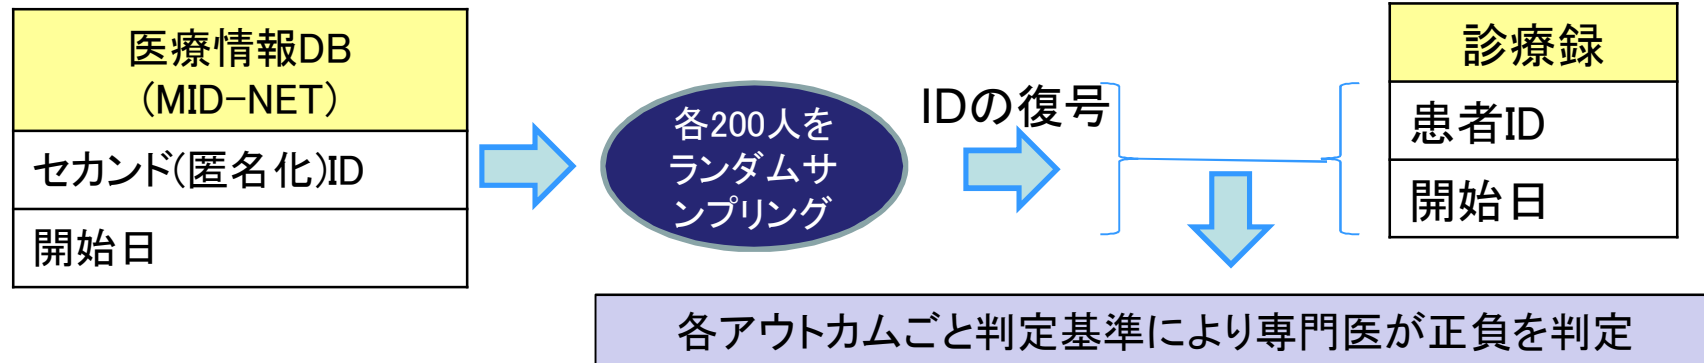 医療情報DB
(MID-NET)
セカンド(匿名化)ID
開始日
各200人を
ランダムサ
ンプリング
IDの復号
診療録
患者ID
開始日
各アウトカムごと判定基準により専門医が正負を判定